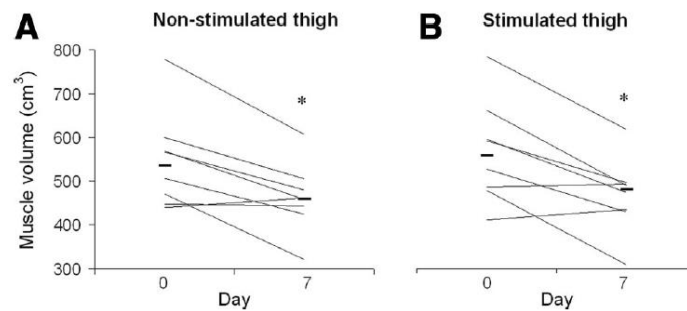 A Non-stimulated thigh
B Stimulated thigh
Muscle volume (cm³)
800
700
600
500
400
300
*
*
0 7
0 7
Day
Day